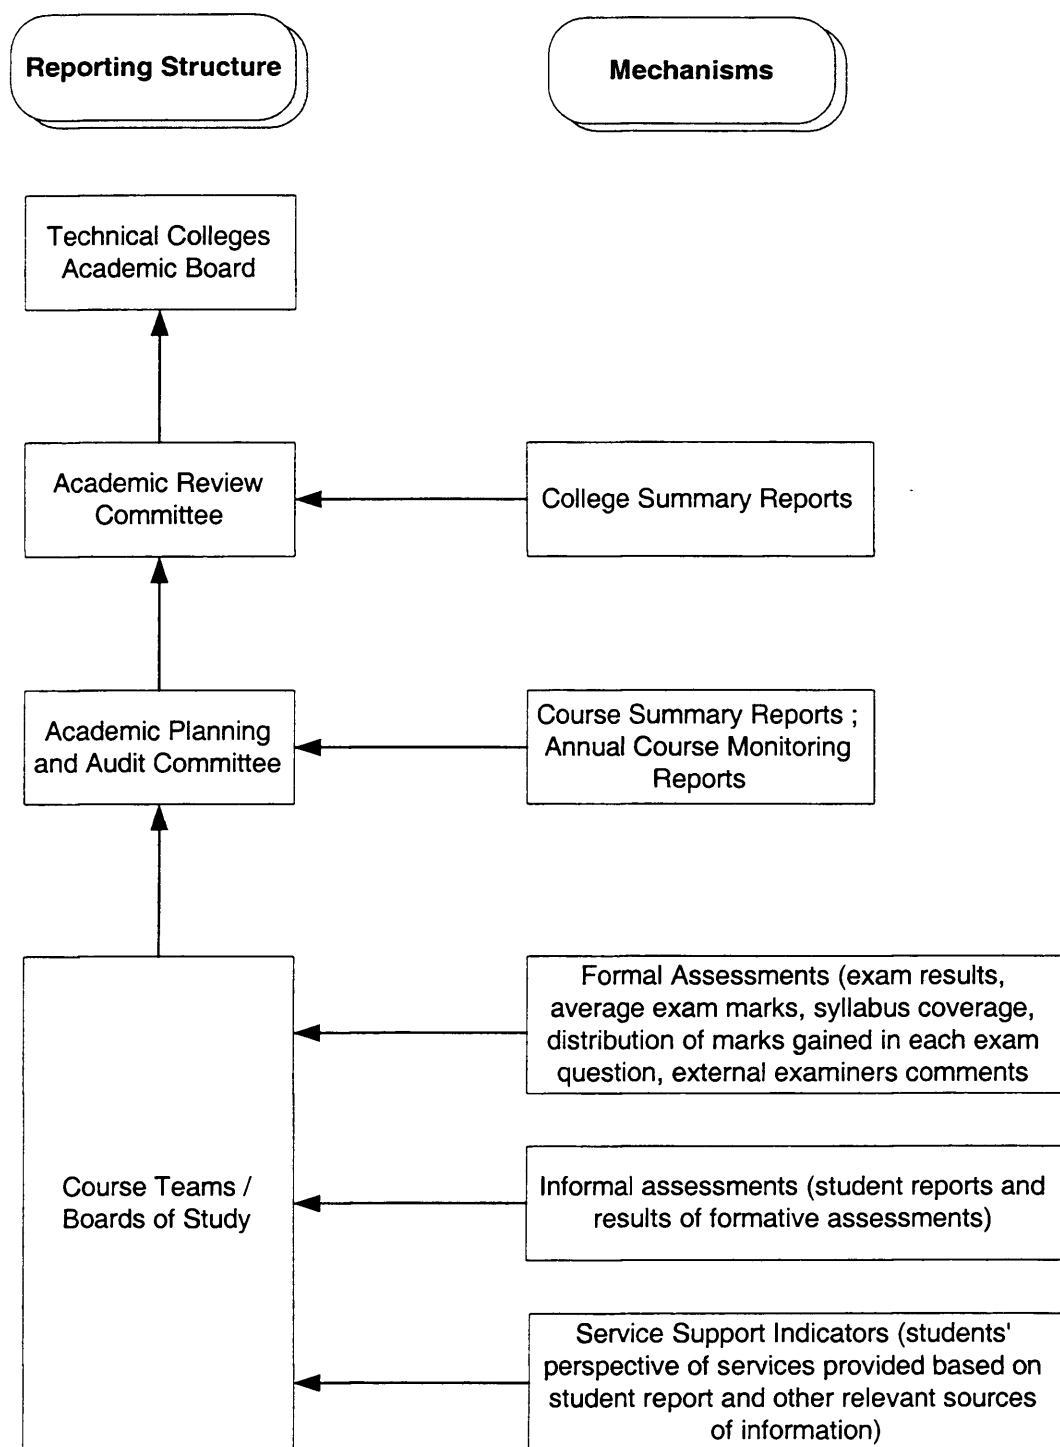 Reporting Structure
Mechanisms
Technical Colleges
Academic Board
Academic Review
Committee
College Summary Reports
Academic Planning
and Audit Committee
Course Summary Reports ;
Annual Course Monitoring
Reports
Course Teams /
Boards of Study
Formal Assessments (exam results,
average exam marks, syllabus coverage,
distribution of marks gained in each exam
question, external examiners comments
Informal assessments (student reports and
results of formative assessments)
Service Support Indicators (students'
perspective of services provided based on
student report and other relevant sources
of information)